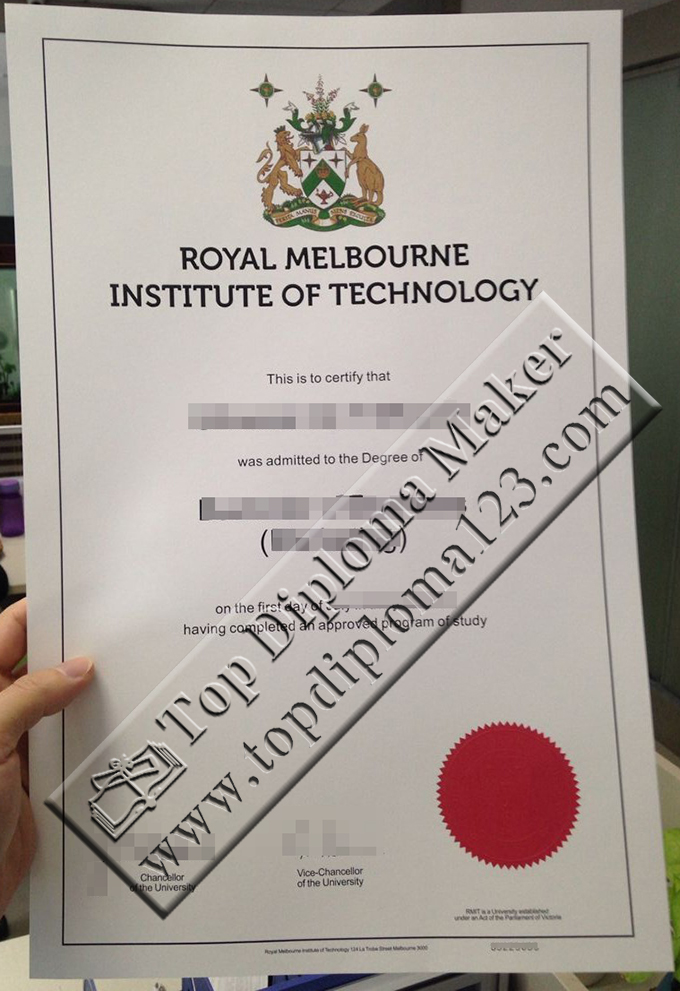 ROYAL MELBOURNE
INSTITUTE OF TECHNOLOGY
This is to certify that
was admitted to the Degree of
on the first day of
having completed an approved program of study
Top Diploma Maker
www.topdiploma123.com
Chancellor
of the University
Vice-Chancellor
of the University
RMIT is a University established
under an Act of the Parliament of Victoria
Royal Melbourne Institute of Technology 124 La Trobe Street Melbourne 3000